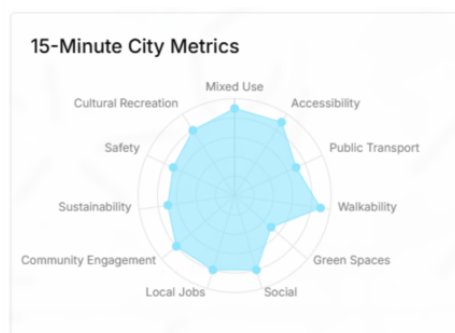 15-Minute City Metrics
Mixed Use
Cultural Recreation
Accessibility
Safety
Public Transport
Sustainability
Walkability
Community Engagement
Green Spaces
Local Jobs
Social